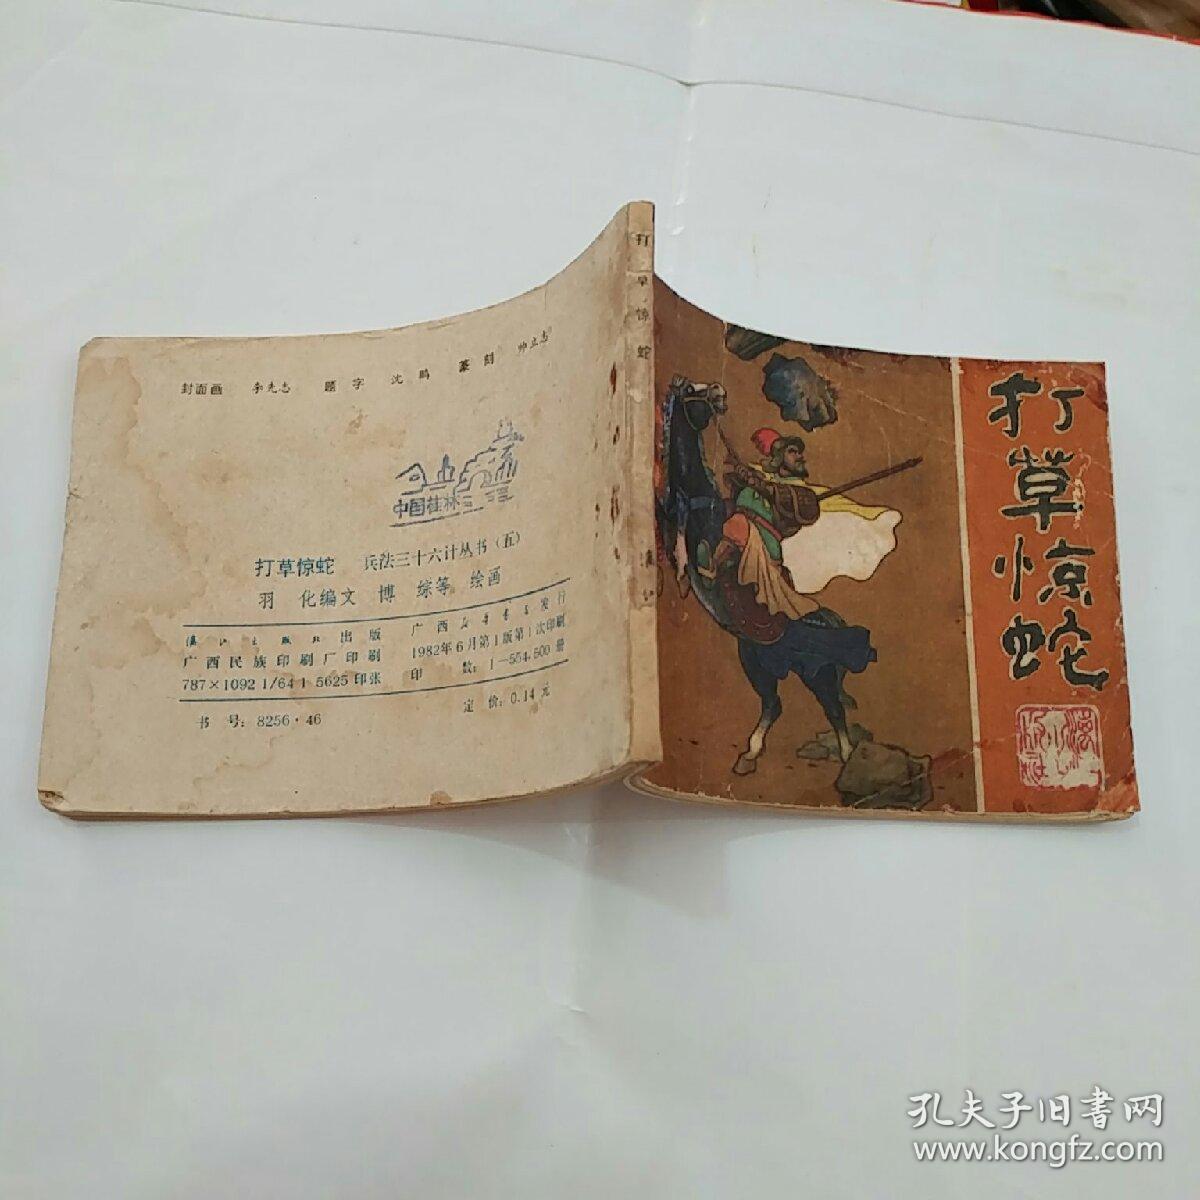 封面画 李先志 题字 沈鹏 篆刻 帅立志
中国桂林
打草惊蛇 兵法三十六计丛书(五)
羽 化编文 博 综等 绘画
漓江出版社出版 广西新华书店发行
广西民族印刷厂印刷 1982年6月第1版第1次印刷
787×1092 1/64 1 5625印张 印 数:1—554,500册
书 号:8256·46 定 价:0.14元
打草惊蛇
漓
打草惊蛇
孔夫子旧书网
www.kongfz.com